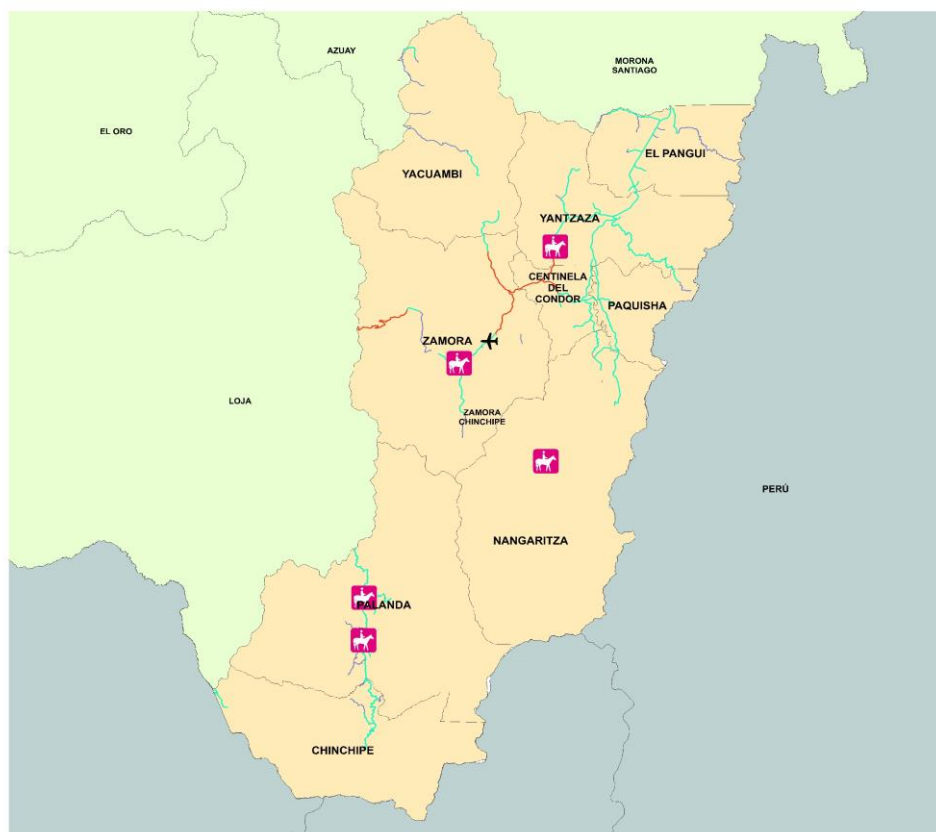 AZUAY
MORONA
SANTIAGO
EL ORO
EL PANGUI
YACUAMBI
YANTZAZA
CENTINELA
DEL
CONDOR
PAQUISHA
ZAMORA
LOJA
ZAMORA
CHINCHIPE
PERÚ
NANGARITZA
PALANDA
CHINCHIPE